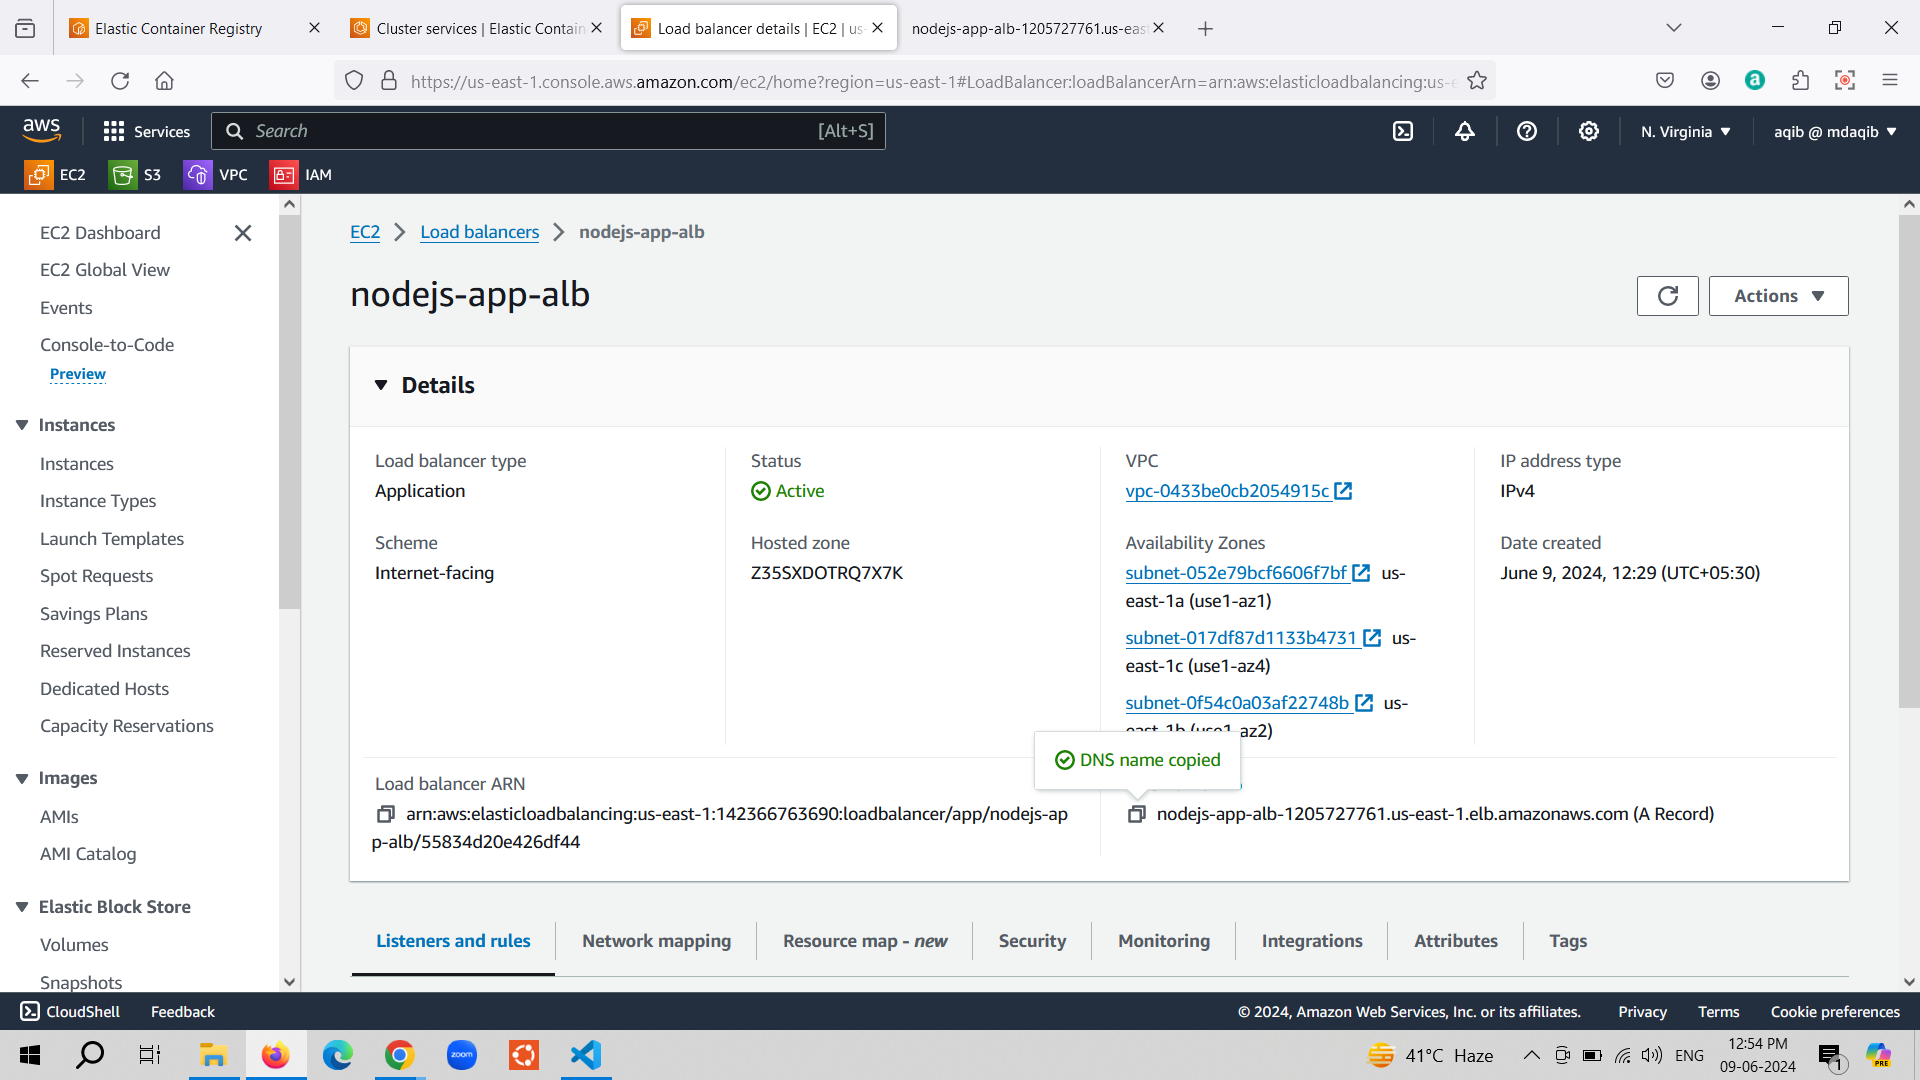 Elastic Container Registry
Cluster services | Elastic Contain
Load balancer details | EC2 | us-
nodejs-app-alb-1205727761.us-east
https://us-east-1.console.aws.amazon.com/ec2/home?region=us-east-1#LoadBalancer:loadBalancerArn=arn:aws:elasticloadbalancing:us-e
aws
Services
Search
[Alt+S]
N. Virginia
aqib @ mdaqib
EC2
S3
VPC
IAM
EC2 Dashboard
EC2 Global View
Events
Console-to-Code
Preview
Instances
Instances
Instance Types
Launch Templates
Spot Requests
Savings Plans
Reserved Instances
Dedicated Hosts
Capacity Reservations
Images
AMIs
AMI Catalog
Elastic Block Store
Volumes
Snapshots
EC2
Load balancers
nodejs-app-alb
nodejs-app-alb
Actions
Details
Load balancer type
Application
Status
Active
VPC
vpc-0433be0cb2054915c
IP address type
IPv4
Scheme
Internet-facing
Hosted zone
Z35SXDOTRQ7X7K
Availability Zones
subnet-052e79bcf6606f7bf us-
east-1a (use1-az1)
subnet-017df87d1133b4731 us-
east-1c (use1-az4)
subnet-0f54c0a03af22748b us-
east-1b (use1-az2)
Date created
June 9, 2024, 12:29 (UTC+05:30)
DNS name copied
Load balancer ARN
arn:aws:elasticloadbalancing:us-east-1:142366763690:loadbalancer/app/nodejs-ap
p-alb/55834d20e426df44
nodejs-app-alb-1205727761.us-east-1.elb.amazonaws.com (A Record)
Listeners and rules
Network mapping
Resource map - new
Security
Monitoring
Integrations
Attributes
Tags
CloudShell
Feedback
© 2024, Amazon Web Services, Inc. or its affiliates.
Privacy
Terms
Cookie preferences
zoom
41°C Haze
ENG
12:54 PM
09-06-2024
1
PRE